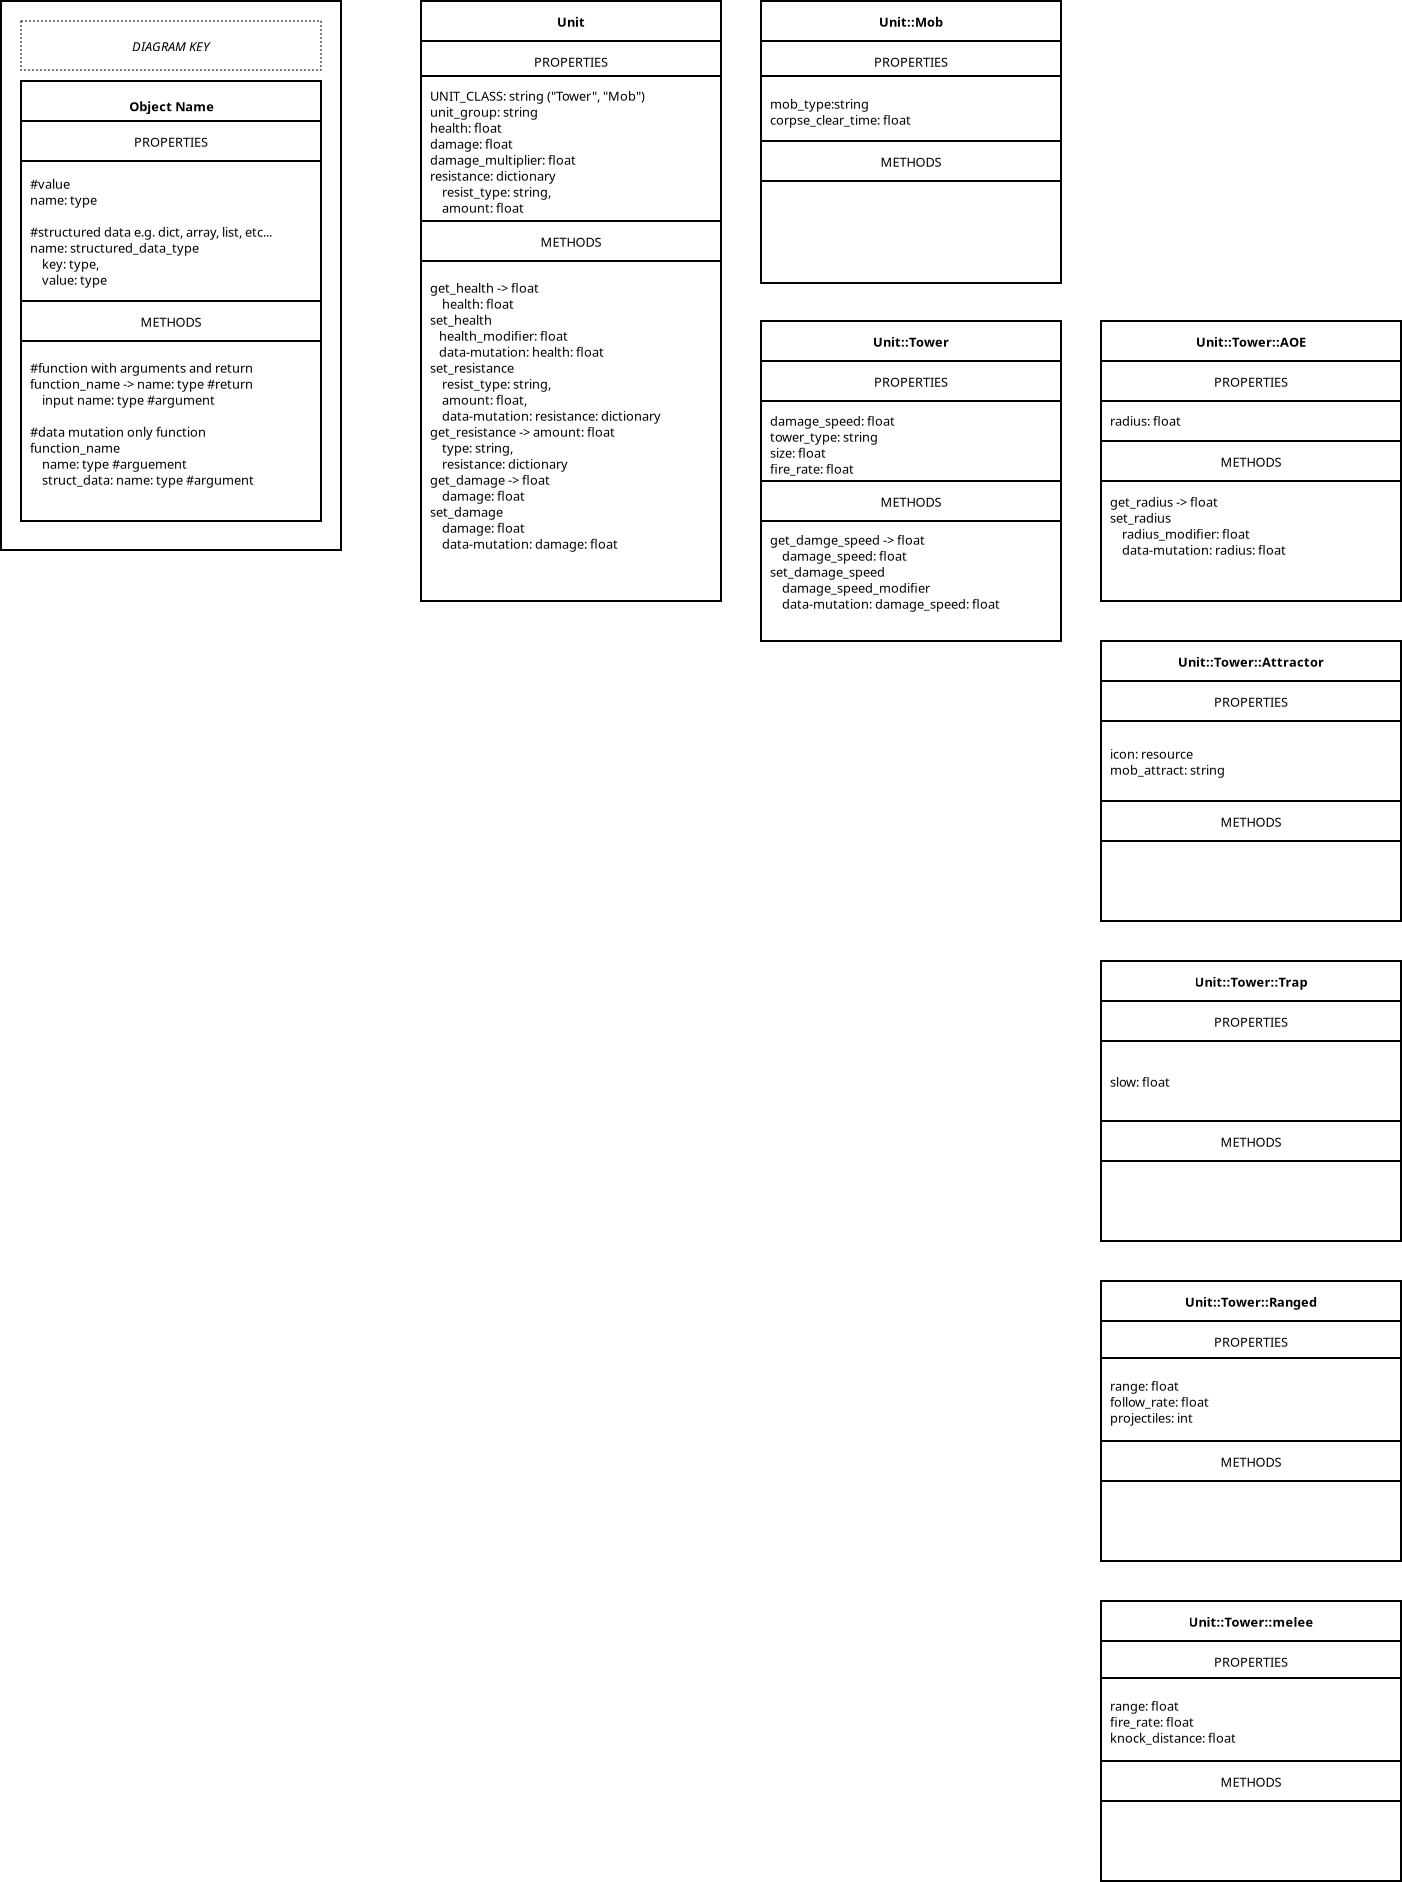 DIAGRAM KEY
Object Name
PROPERTIES
#value
name: type
#structured data e.g. dict, array, list, etc...
name: structured_data_type
key: type,
value: type
METHODS
#function with arguments and return
function_name -> name: type #return
input name: type #argument
#data mutation only function
function_name
name: type #arguement
struct_data: name: type #argument
Unit
PROPERTIES
UNIT_CLASS: string ("Tower", "Mob")
unit_group: string
health: float
damage: float
damage_multiplier: float
resistance: dictionary
resist_type: string,
amount: float
METHODS
get_health -> float
health: float
set_health
health_modifier: float
data-mutation: health: float
set_resistance
resist_type: string,
amount: float,
data-mutation: resistance: dictionary
get_resistance -> amount: float
type: string,
resistance: dictionary
get_damage -> float
damage: float
set_damage
damage: float
data-mutation: damage: float
Unit::Mob
PROPERTIES
mob_type:string
corpse_clear_time: float
METHODS
Unit::Tower
PROPERTIES
damage_speed: float
tower_type: string
size: float
fire_rate: float
METHODS
get_damge_speed -> float
damage_speed: float
set_damage_speed
damage_speed_modifier
data-mutation: damage_speed: float
Unit::Tower::AOE
PROPERTIES
radius: float
METHODS
get_radius -> float
set_radius
radius_modifier: float
data-mutation: radius: float
Unit::Tower::Attractor
PROPERTIES
icon: resource
mob_attract: string
METHODS
Unit::Tower::Trap
PROPERTIES
slow: float
METHODS
Unit::Tower::Ranged
PROPERTIES
range: float
follow_rate: float
projectiles: int
METHODS
Unit::Tower::melee
PROPERTIES
range: float
fire_rate: float
knock_distance: float
METHODS